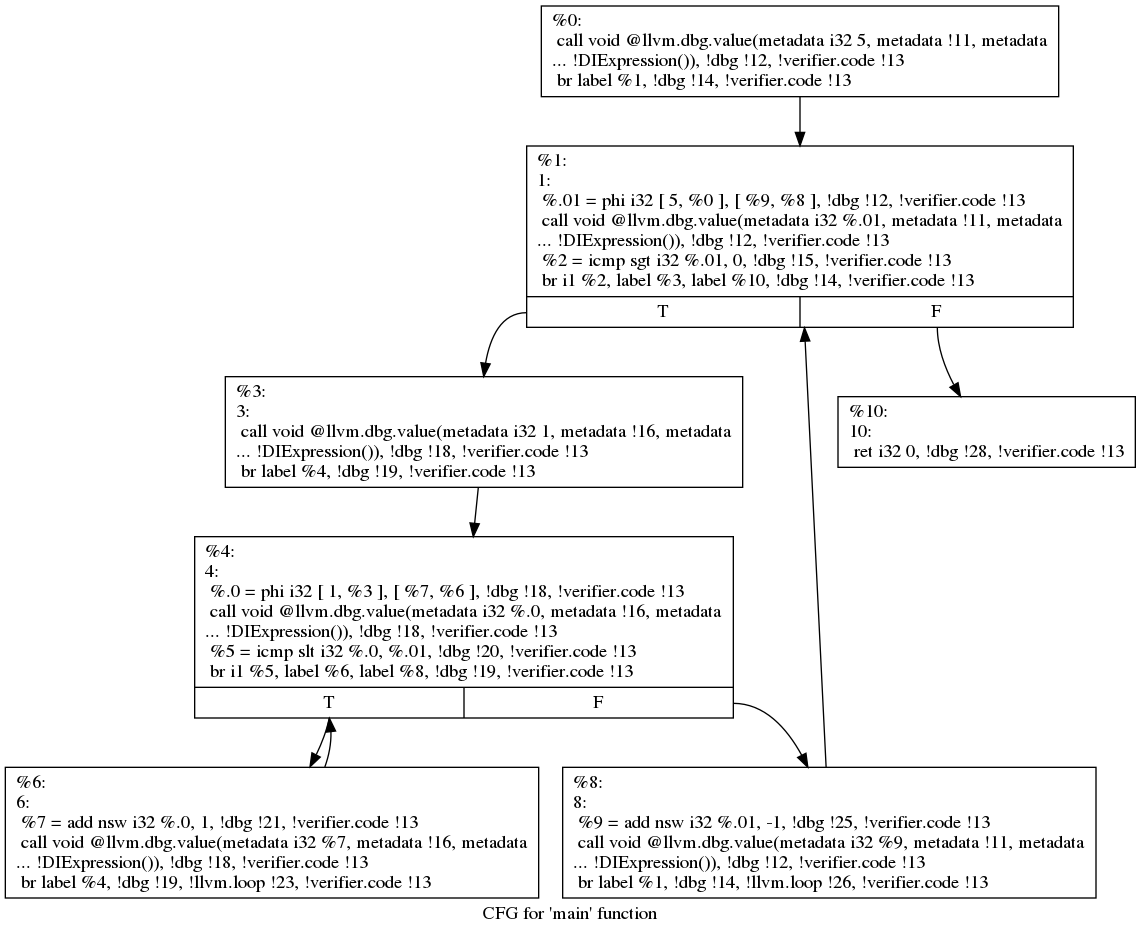 %0:
call void @llvm.dbg.value(metadata i32 5, metadata !11, metadata
... !DIExpression()), !dbg !12, !verifier.code !13
br label %1, !dbg !14, !verifier.code !13
%1:
1:
%.01 = phi i32 [ 5, %0 ], [ %9, %8 ], !dbg !12, !verifier.code !13
call void @llvm.dbg.value(metadata i32 %.01, metadata !11, metadata
... !DIExpression()), !dbg !12, !verifier.code !13
%2 = icmp sgt i32 %.01, 0, !dbg !15, !verifier.code !13
br i1 %2, label %3, label %10, !dbg !14, !verifier.code !13
T
F
%3:
3:
call void @llvm.dbg.value(metadata i32 1, metadata !16, metadata
... !DIExpression()), !dbg !18, !verifier.code !13
br label %4, !dbg !19, !verifier.code !13
%10:
10:
ret i32 0, !dbg !28, !verifier.code !13
%4:
4:
%.0 = phi i32 [ 1, %3 ], [ %7, %6 ], !dbg !18, !verifier.code !13
call void @llvm.dbg.value(metadata i32 %.0, metadata !16, metadata
... !DIExpression()), !dbg !18, !verifier.code !13
%5 = icmp slt i32 %.0, %.01, !dbg !20, !verifier.code !13
br i1 %5, label %6, label %8, !dbg !19, !verifier.code !13
T
F
%6:
6:
%7 = add nsw i32 %.0, 1, !dbg !21, !verifier.code !13
call void @llvm.dbg.value(metadata i32 %7, metadata !16, metadata
... !DIExpression()), !dbg !18, !verifier.code !13
br label %4, !dbg !19, !llvm.loop !23, !verifier.code !13
%8:
8:
%9 = add nsw i32 %.01, -1, !dbg !25, !verifier.code !13
call void @llvm.dbg.value(metadata i32 %9, metadata !11, metadata
... !DIExpression()), !dbg !12, !verifier.code !13
br label %1, !dbg !14, !llvm.loop !26, !verifier.code !13
CFG for 'main' function